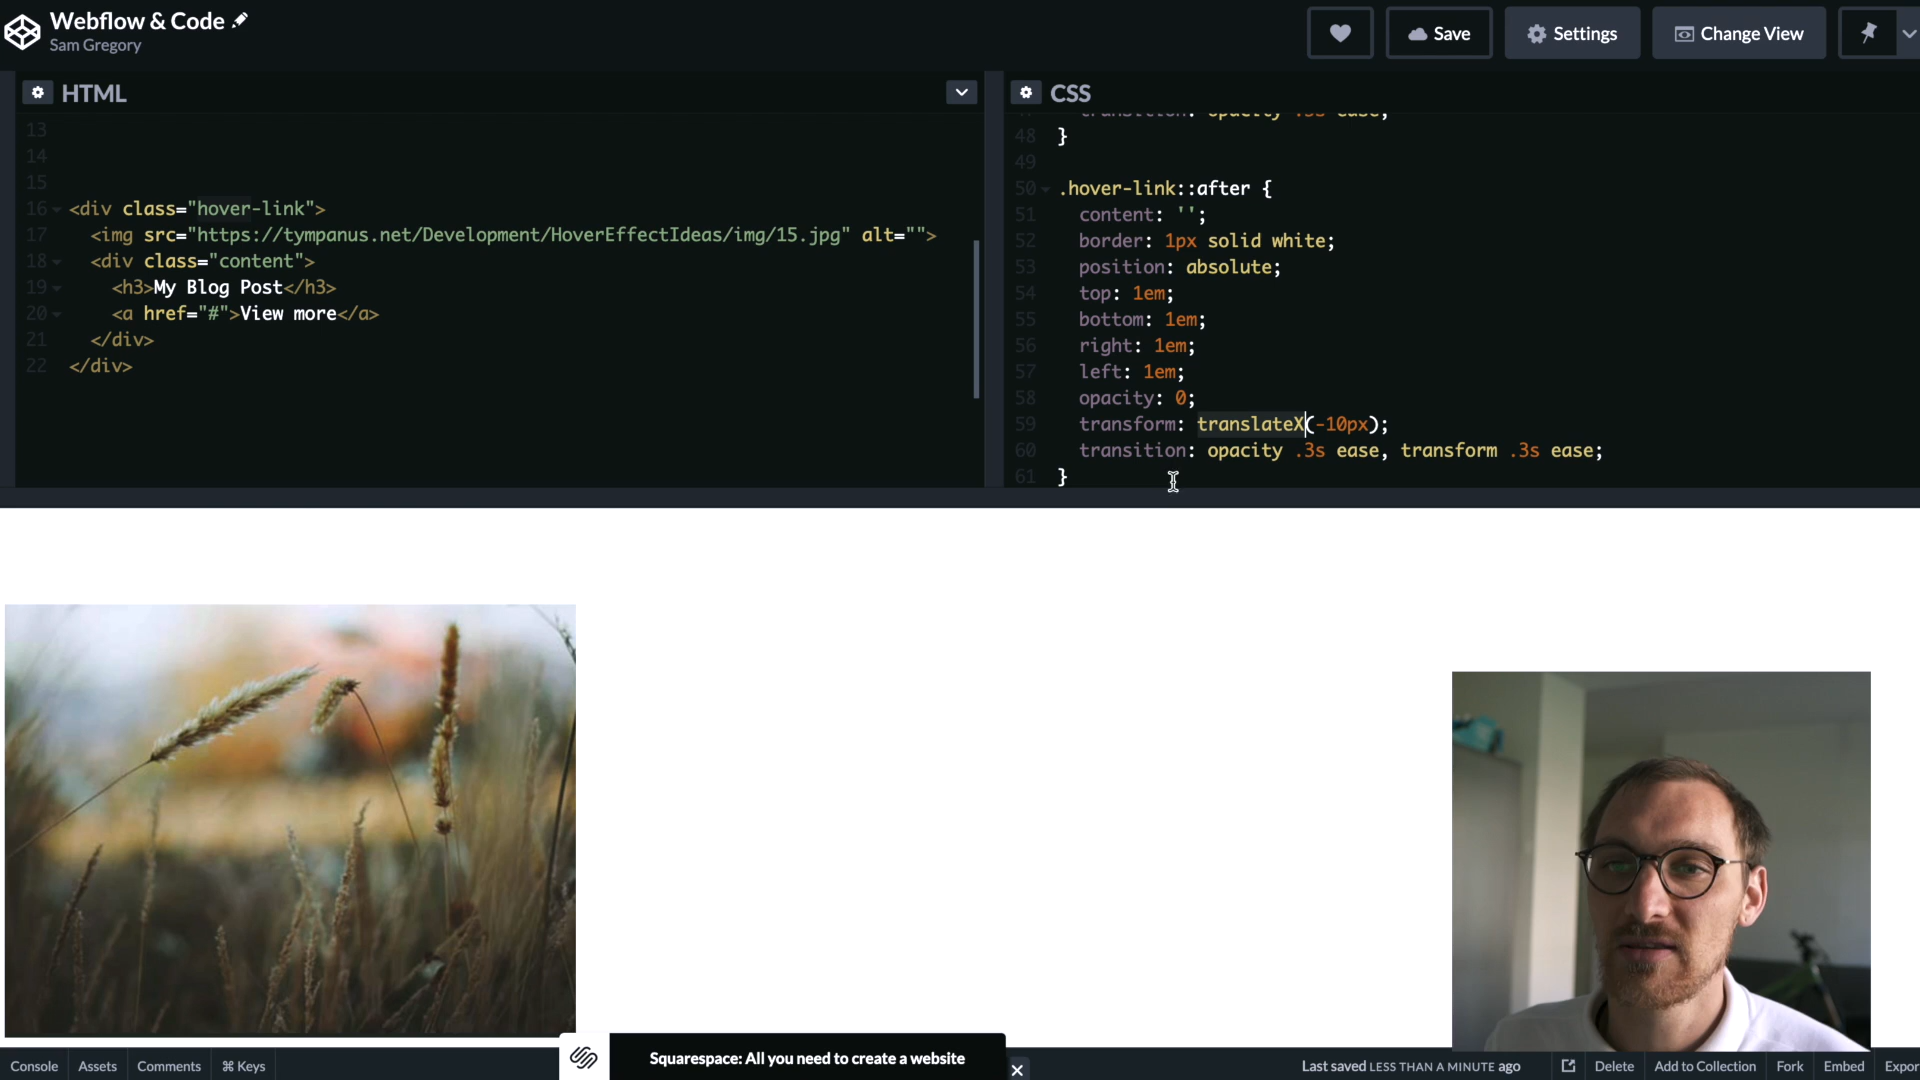 Webflow & Code
Sam Gregory
Save
Settings
Change View
HTML
13
14
15
16 <div class="hover-link">
17 <img src="https://tympanus.net/Development/HoverEffectIdeas/img/15.jpg" alt="">
18 <div class="content">
19 <h3>My Blog Post</h3>
20 <a href="#">View more</a>
21 </div>
22 </div>
CSS
transition: opacity .3s ease;
48 }
49
50 .hover-link::after {
51 content: '';
52 border: 1px solid white;
53 position: absolute;
54 top: 1em;
55 bottom: 1em;
56 right: 1em;
57 left: 1em;
58 opacity: 0;
59 transform: translateX(-10px);
60 transition: opacity .3s ease, transform .3s ease;
61 }
Console
Assets
Comments
⌘ Keys
Squarespace: All you need to create a website
Last saved LESS THAN A MINUTE ago
Delete
Add to Collection
Fork
Embed
Expor